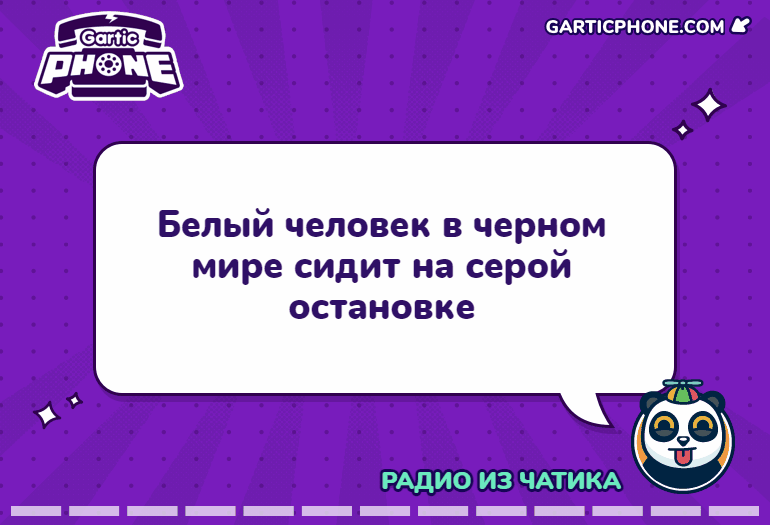 Gartic
PHONE
GARTICPHONE.COM
Белый человек в черном
мире сидит на серой
остановке
РАДИО ИЗ ЧАТИКА